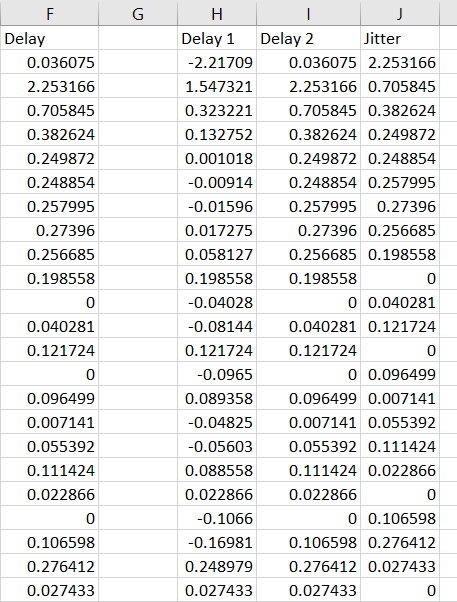 F G H I J
Delay Delay 1 Delay 2 Jitter
0.036075 -2.21709 0.036075 2.253166
2.253166 1.547321 2.253166 0.705845
0.705845 0.323221 0.705845 0.382624
0.382624 0.132752 0.382624 0.249872
0.249872 0.001018 0.249872 0.248854
0.248854 -0.00914 0.248854 0.257995
0.257995 -0.01596 0.257995 0.27396
0.27396 0.017275 0.27396 0.256685
0.256685 0.058127 0.256685 0.198558
0.198558 0.198558 0.198558 0
0 -0.04028 0 0.040281
0.040281 -0.08144 0.040281 0.121724
0.121724 0.121724 0.121724 0
0 -0.0965 0 0.096499
0.096499 0.089358 0.096499 0.007141
0.007141 -0.04825 0.007141 0.055392
0.055392 -0.05603 0.055392 0.111424
0.111424 0.088558 0.111424 0.022866
0.022866 0.022866 0.022866 0
0 -0.1066 0 0.106598
0.106598 -0.16981 0.106598 0.276412
0.276412 0.248979 0.276412 0.027433
0.027433 0.027433 0.027433 0